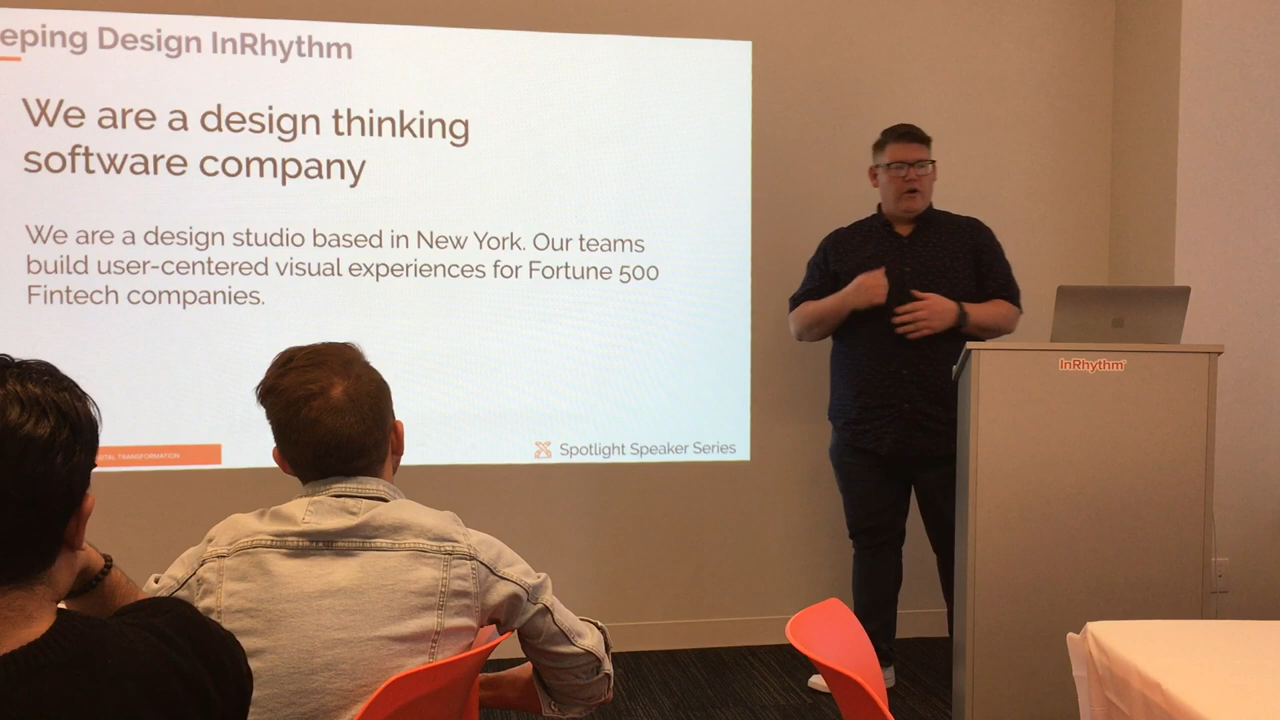 eping Design InRhythm
We are a design thinking
software company
We are a design studio based in New York. Our teams
build user-centered visual experiences for Fortune 500
Fintech companies.
TRANSFORMATION
Spotlight Speaker Series
InRhythm